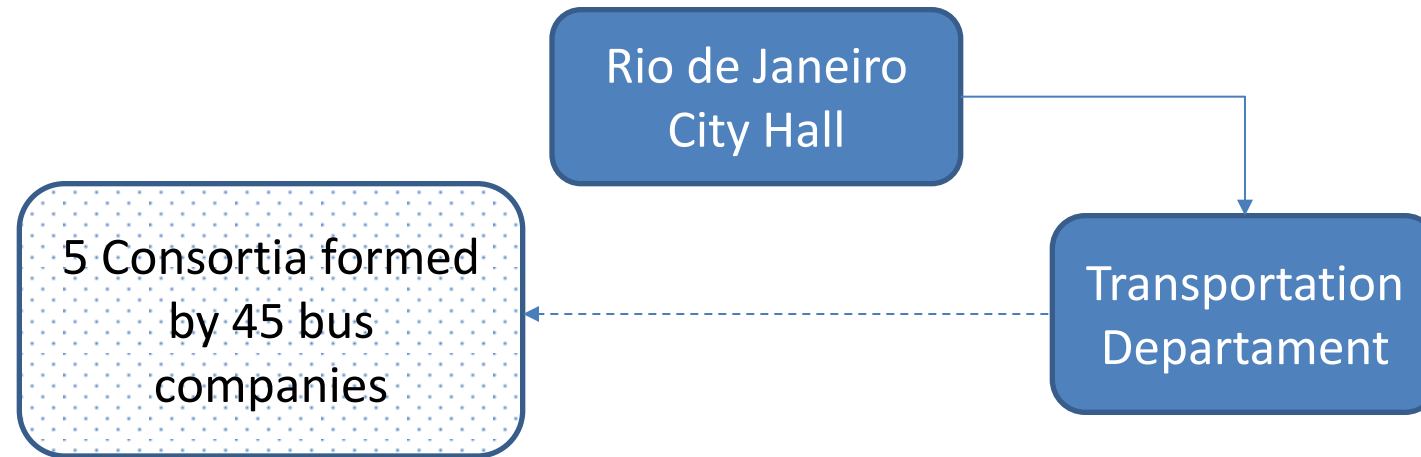 Rio de Janeiro
City Hall
5 Consortia formed
by 45 bus
companies
Transportation
Departament